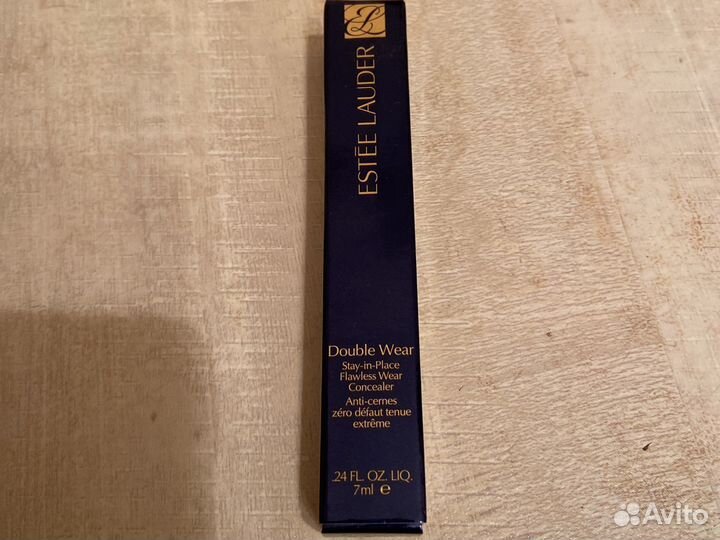 ESTÉE LAUDER
Double Wear
Stay-in-Place
Flawless Wear
Concealer
Anti-cernes
zéro défaut tenue
extrême
.24 FL. OZ. LIQ.
7ml e
Avito